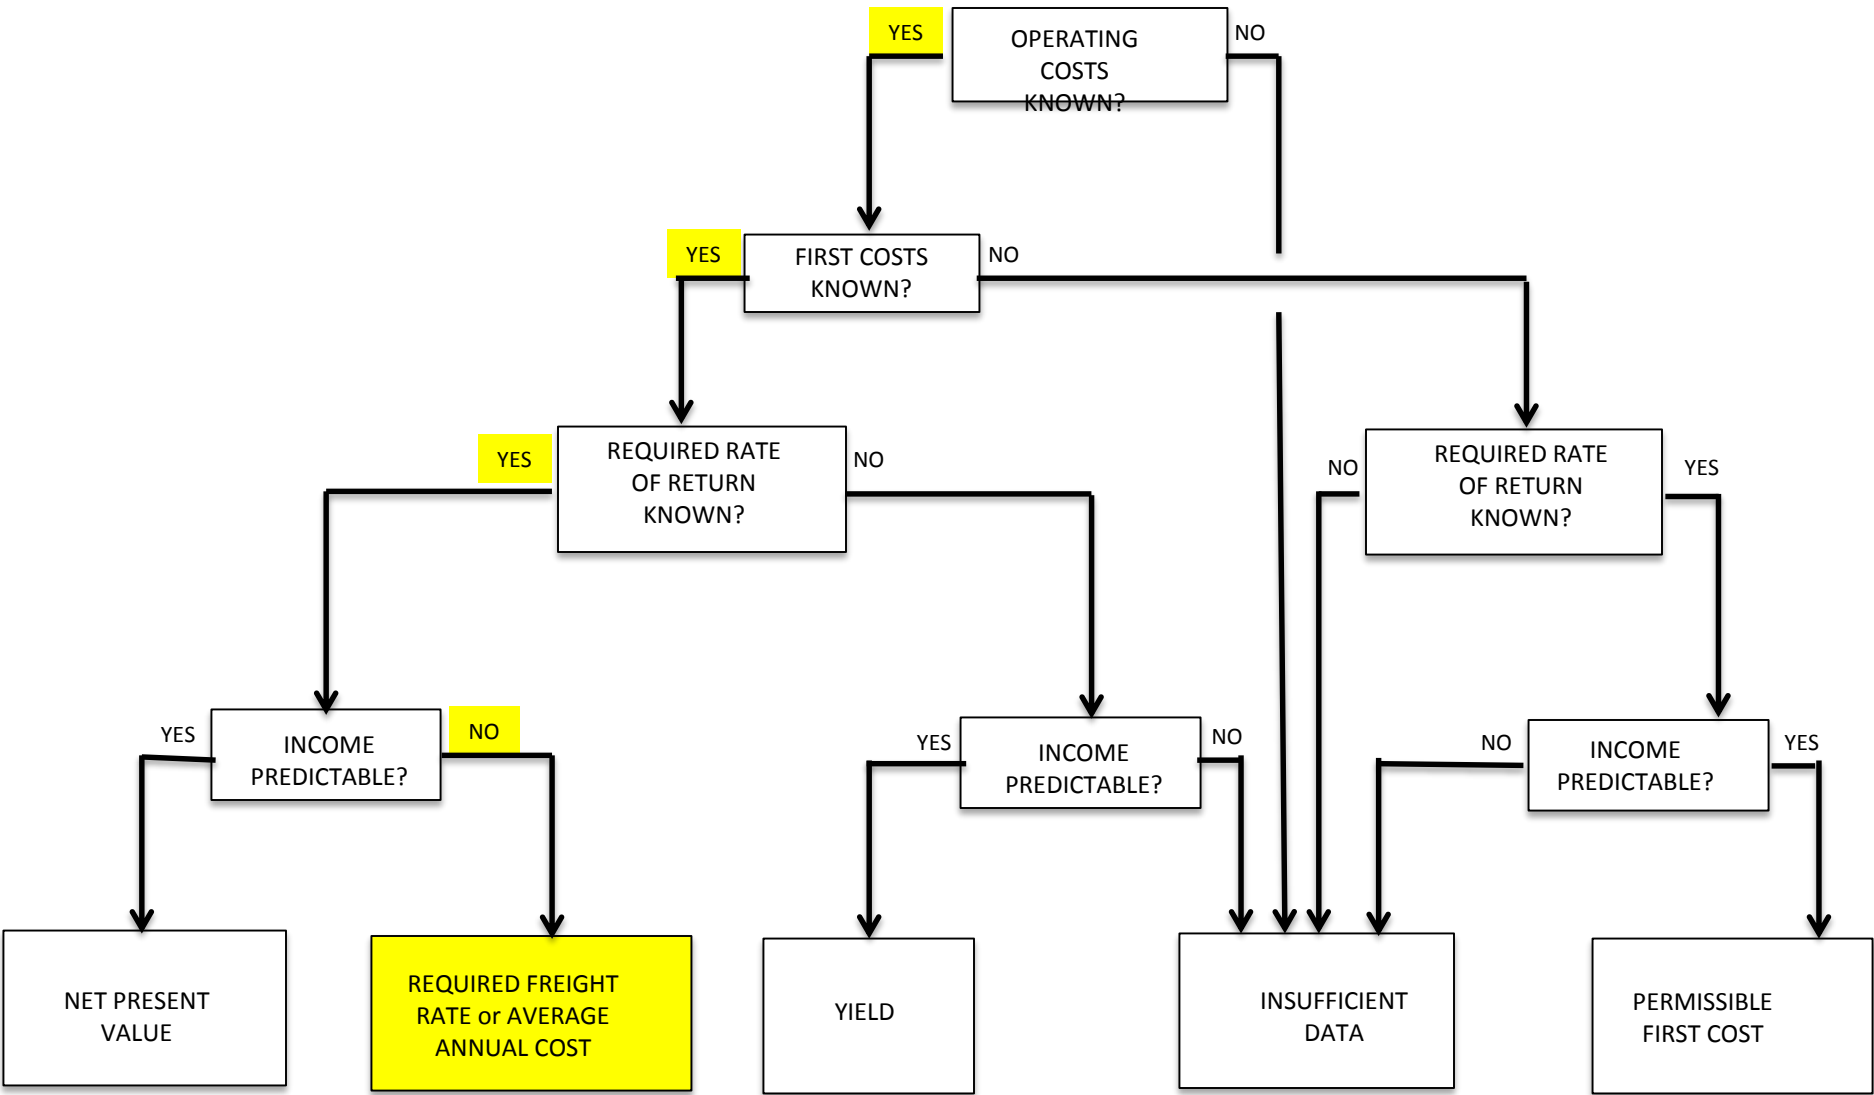 YES
OPERATING
COSTS
KNOWN?
NO
YES
FIRST COSTS
KNOWN?
NO
YES
REQUIRED RATE
OF RETURN
KNOWN?
NO
NO
REQUIRED RATE
OF RETURN
KNOWN?
YES
YES
INCOME
PREDICTABLE?
NO
YES
INCOME
PREDICTABLE?
NO
NO
INCOME
PREDICTABLE?
YES
NET PRESENT
VALUE
REQUIRED FREIGHT
RATE or AVERAGE
ANNUAL COST
YIELD
INSUFFICIENT
DATA
PERMISSIBLE
FIRST COST